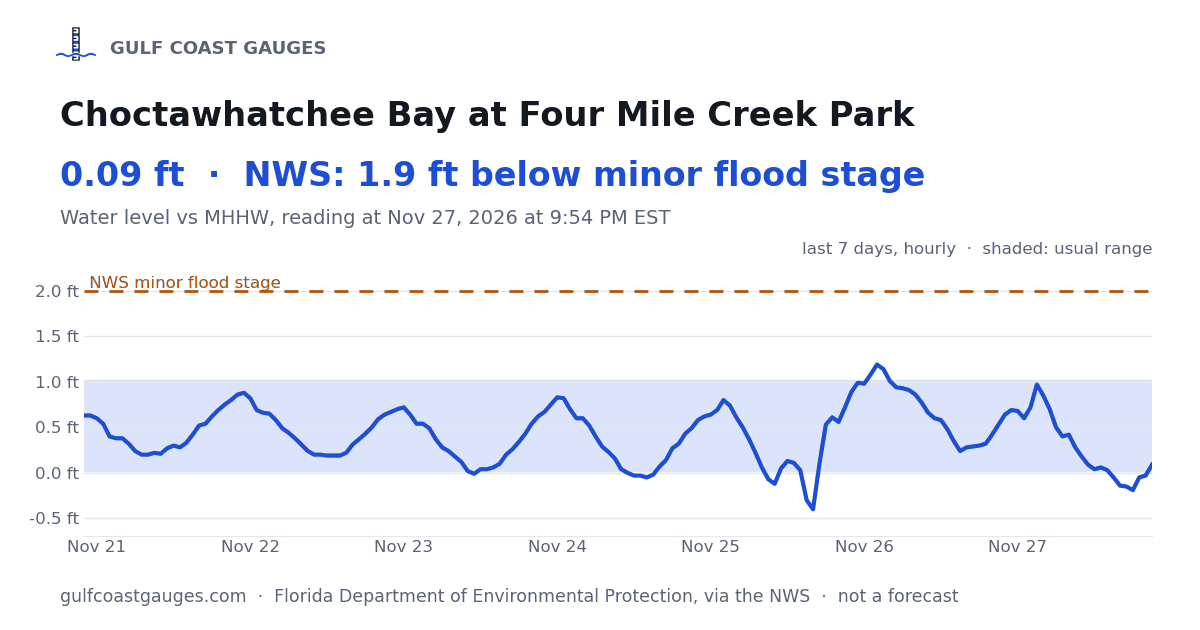 GULF COAST GAUGES
Choctawhatchee Bay at Four Mile Creek Park
0.09 ft · NWS: 1.9 ft below minor flood stage
Water level vs MHHW, reading at Nov 27, 2026 at 9:54 PM EST
last 7 days, hourly · shaded: usual range
NWS minor flood stage
2.0 ft
1.5 ft
1.0 ft
0.5 ft
0.0 ft
-0.5 ft
Nov 21 Nov 22 Nov 23 Nov 24 Nov 25 Nov 26 Nov 27
gulfcoastgauges.com · Florida Department of Environmental Protection, via the NWS · not a forecast